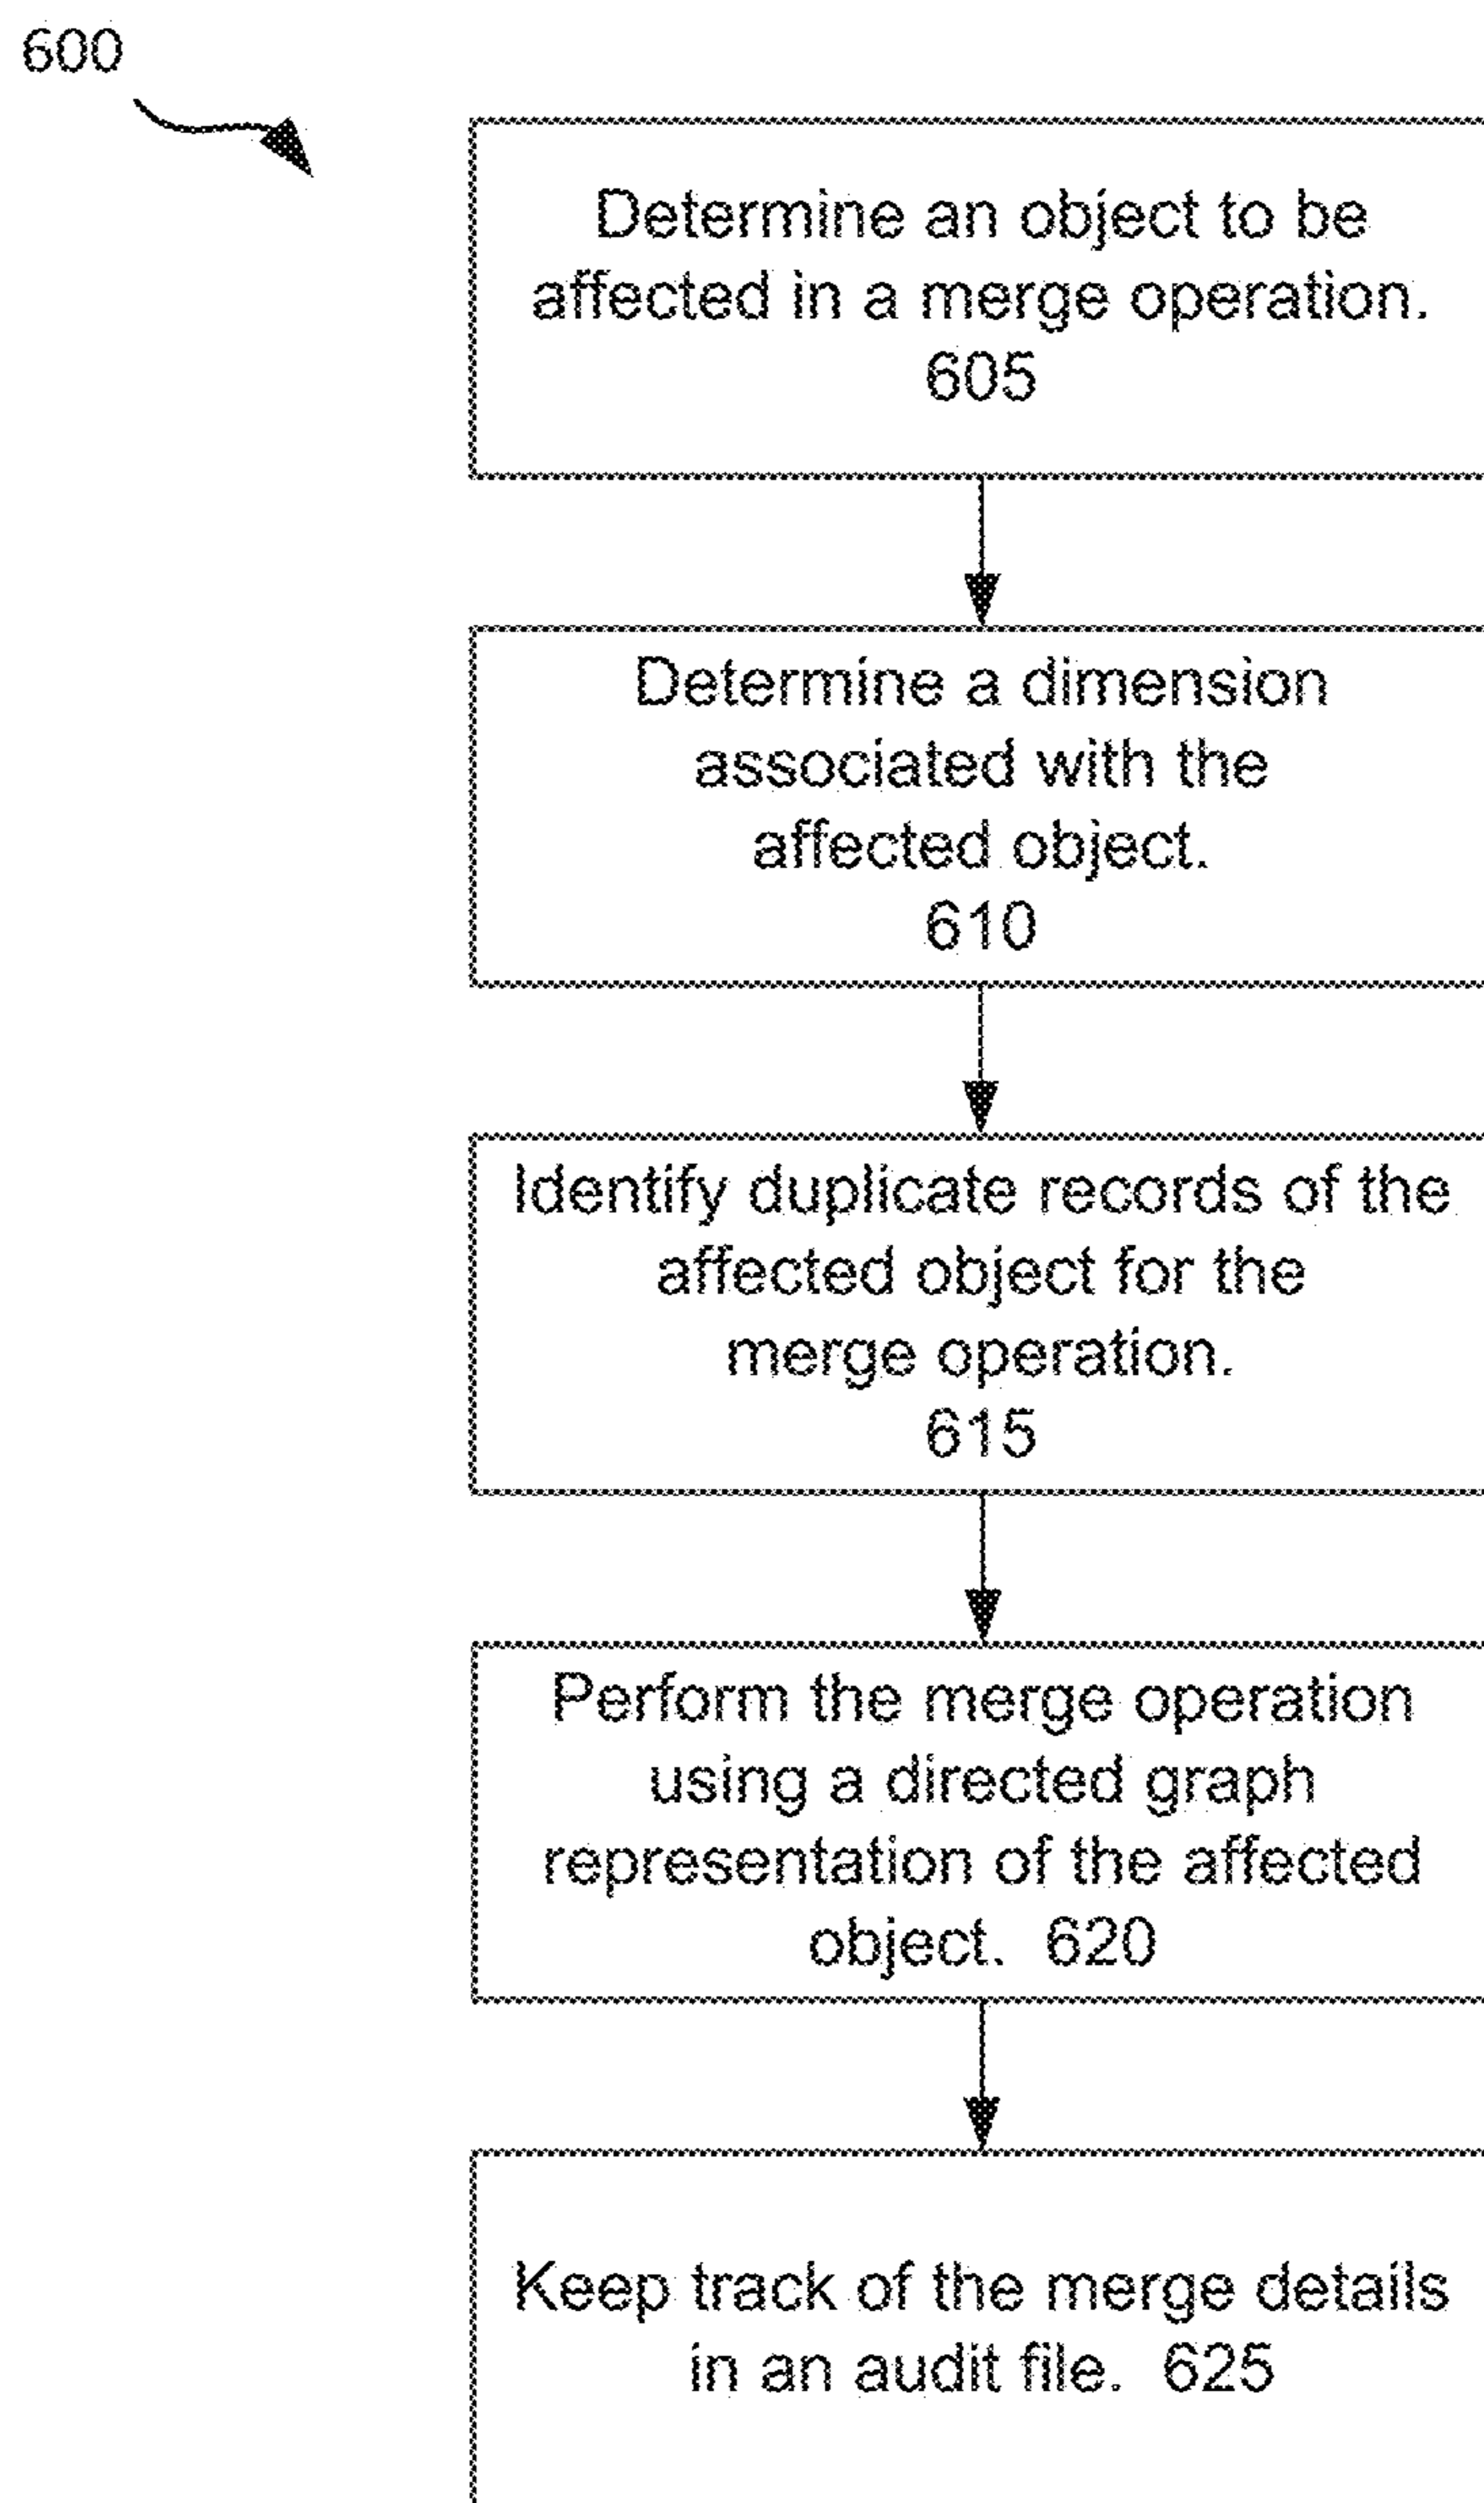 600
Determine an object to be
affected in a merge operation.
605
Determine a dimension
associated with the
affected object.
610
Identify duplicate records of the
affected object for the
merge operation.
615
Perform the merge operation
using a directed graph
representation of the affected
object. 620
Keep track of the merge details
in an audit file. 625